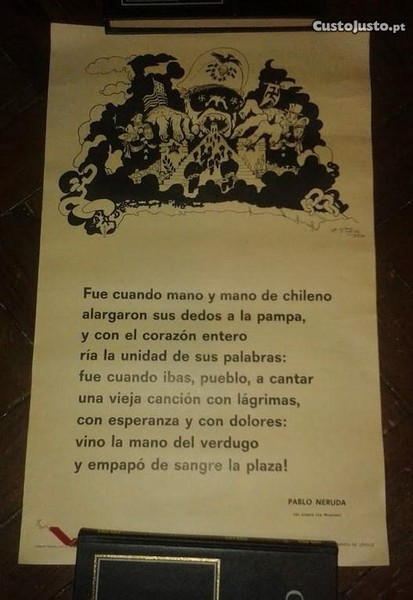 CustoJusto.pt
Fue cuando mano y mano de chileno
alargaron sus dedos a la pampa,
y con el corazón entero
ría la unidad de sus palabras:
fue cuando ibas, pueblo, a cantar
una vieja canción con lágrimas,
con esperanza y con dolores:
vino la mano del verdugo
y empapó de sangre la plaza!
PABLO NERUDA